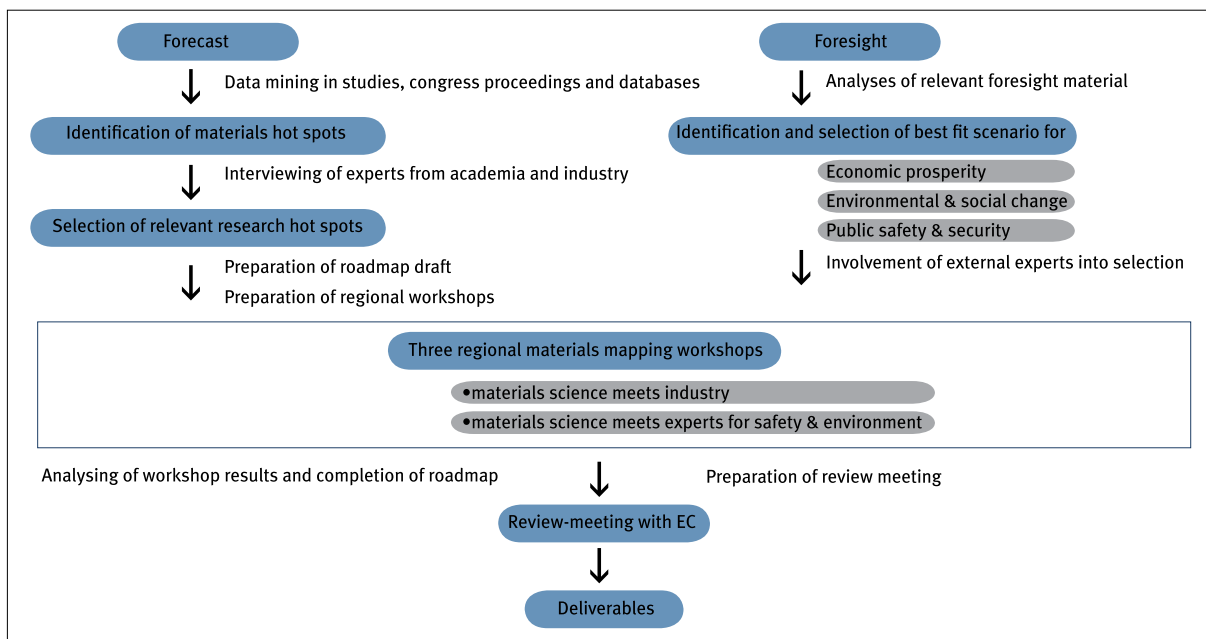 Forecast
Data mining in studies, congress proceedings and databases
Identification of materials hot spots
Interviewing of experts from academia and industry
Selection of relevant research hot spots
Preparation of roadmap draft
Preparation of regional workshops
Foresight
Analyses of relevant foresight material
Identification and selection of best fit scenario for
Economic prosperity
Environmental & social change
Public safety & security
Involvement of external experts into selection
Three regional materials mapping workshops
•materials science meets industry
•materials science meets experts for safety & environment
Analysing of workshop results and completion of roadmap
Preparation of review meeting
Review-meeting with EC
Deliverables